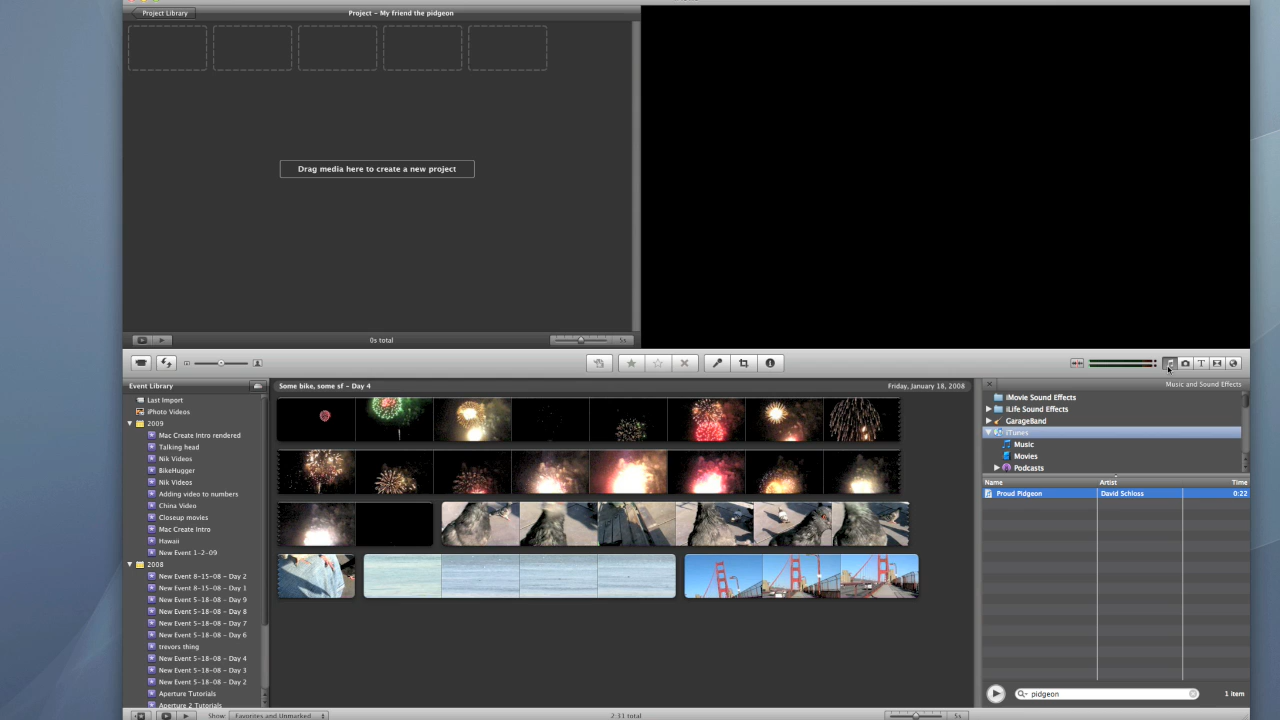 Project Library
Project - My friend the pidgeon
Drag media here to create a new project
0s total
5s
Event Library
Last Import
iPhoto Videos
2009
Mac Create Intro rendered
Talking head
Nik Videos
BikeHugger
Nik Videos
Adding video to numbers
China Video
Closeup movies
Mac Create Intro
Hawaii
New Event 1-2-09
2008
New Event 8-15-08 - Day 2
New Event 8-15-08 - Day 1
New Event 5-18-08 - Day 9
New Event 5-18-08 - Day 8
New Event 5-18-08 - Day 7
New Event 5-18-08 - Day 6
trevors thing
New Event 5-18-08 - Day 4
New Event 5-18-08 - Day 3
New Event 5-18-08 - Day 2
Aperture Tutorials
Aperture 2 Tutorials
Some bike, some sf - Day 4
Friday, January 18, 2008
Show:
Favorites and Unmarked
2:31 total
5s
Music and Sound Effects
iMovie Sound Effects
iLife Sound Effects
GarageBand
iTunes
Music
Movies
Podcasts
Name Artist Time
Proud Pidgeon David Schloss 0:22
pidgeon
1 item